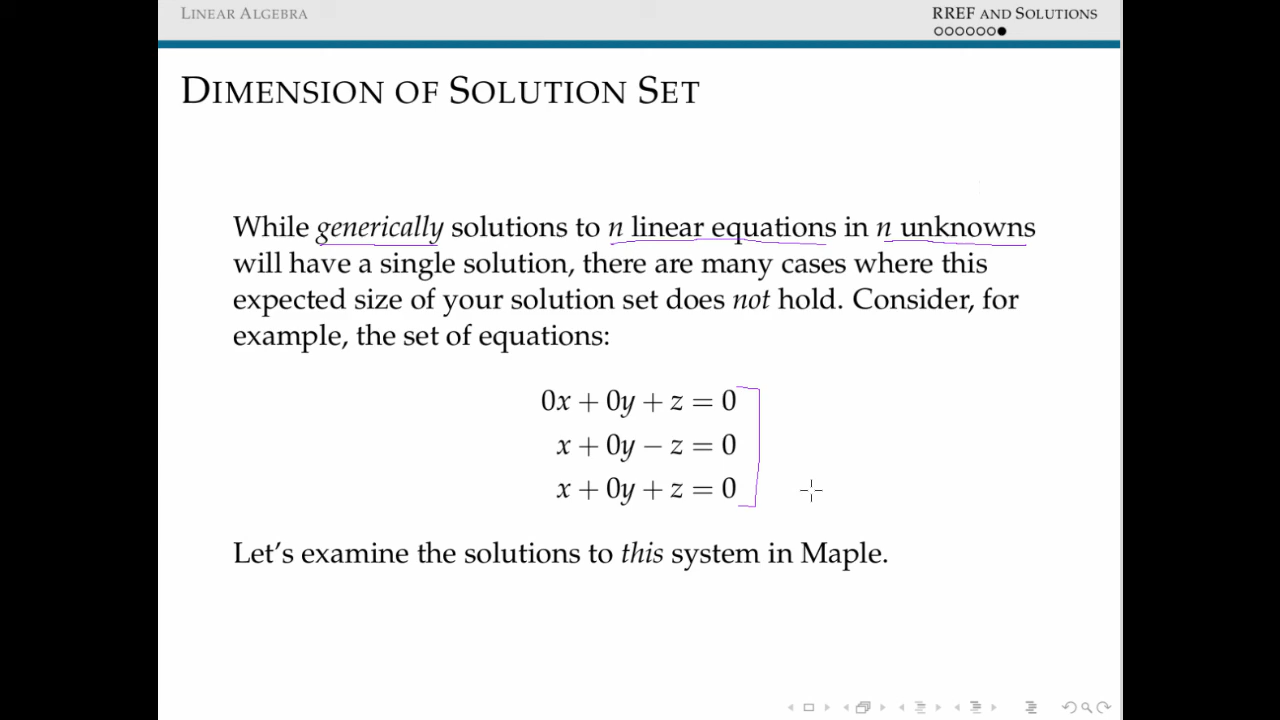 LINEAR ALGEBRA
RREF AND SOLUTIONS
DIMENSION OF SOLUTION SET
While generically solutions to n linear equations in n unknowns
will have a single solution, there are many cases where this
expected size of your solution set does not hold. Consider, for
example, the set of equations:
0x + 0y + z = 0
x + 0y − z = 0
x + 0y + z = 0
Let's examine the solutions to this system in Maple.